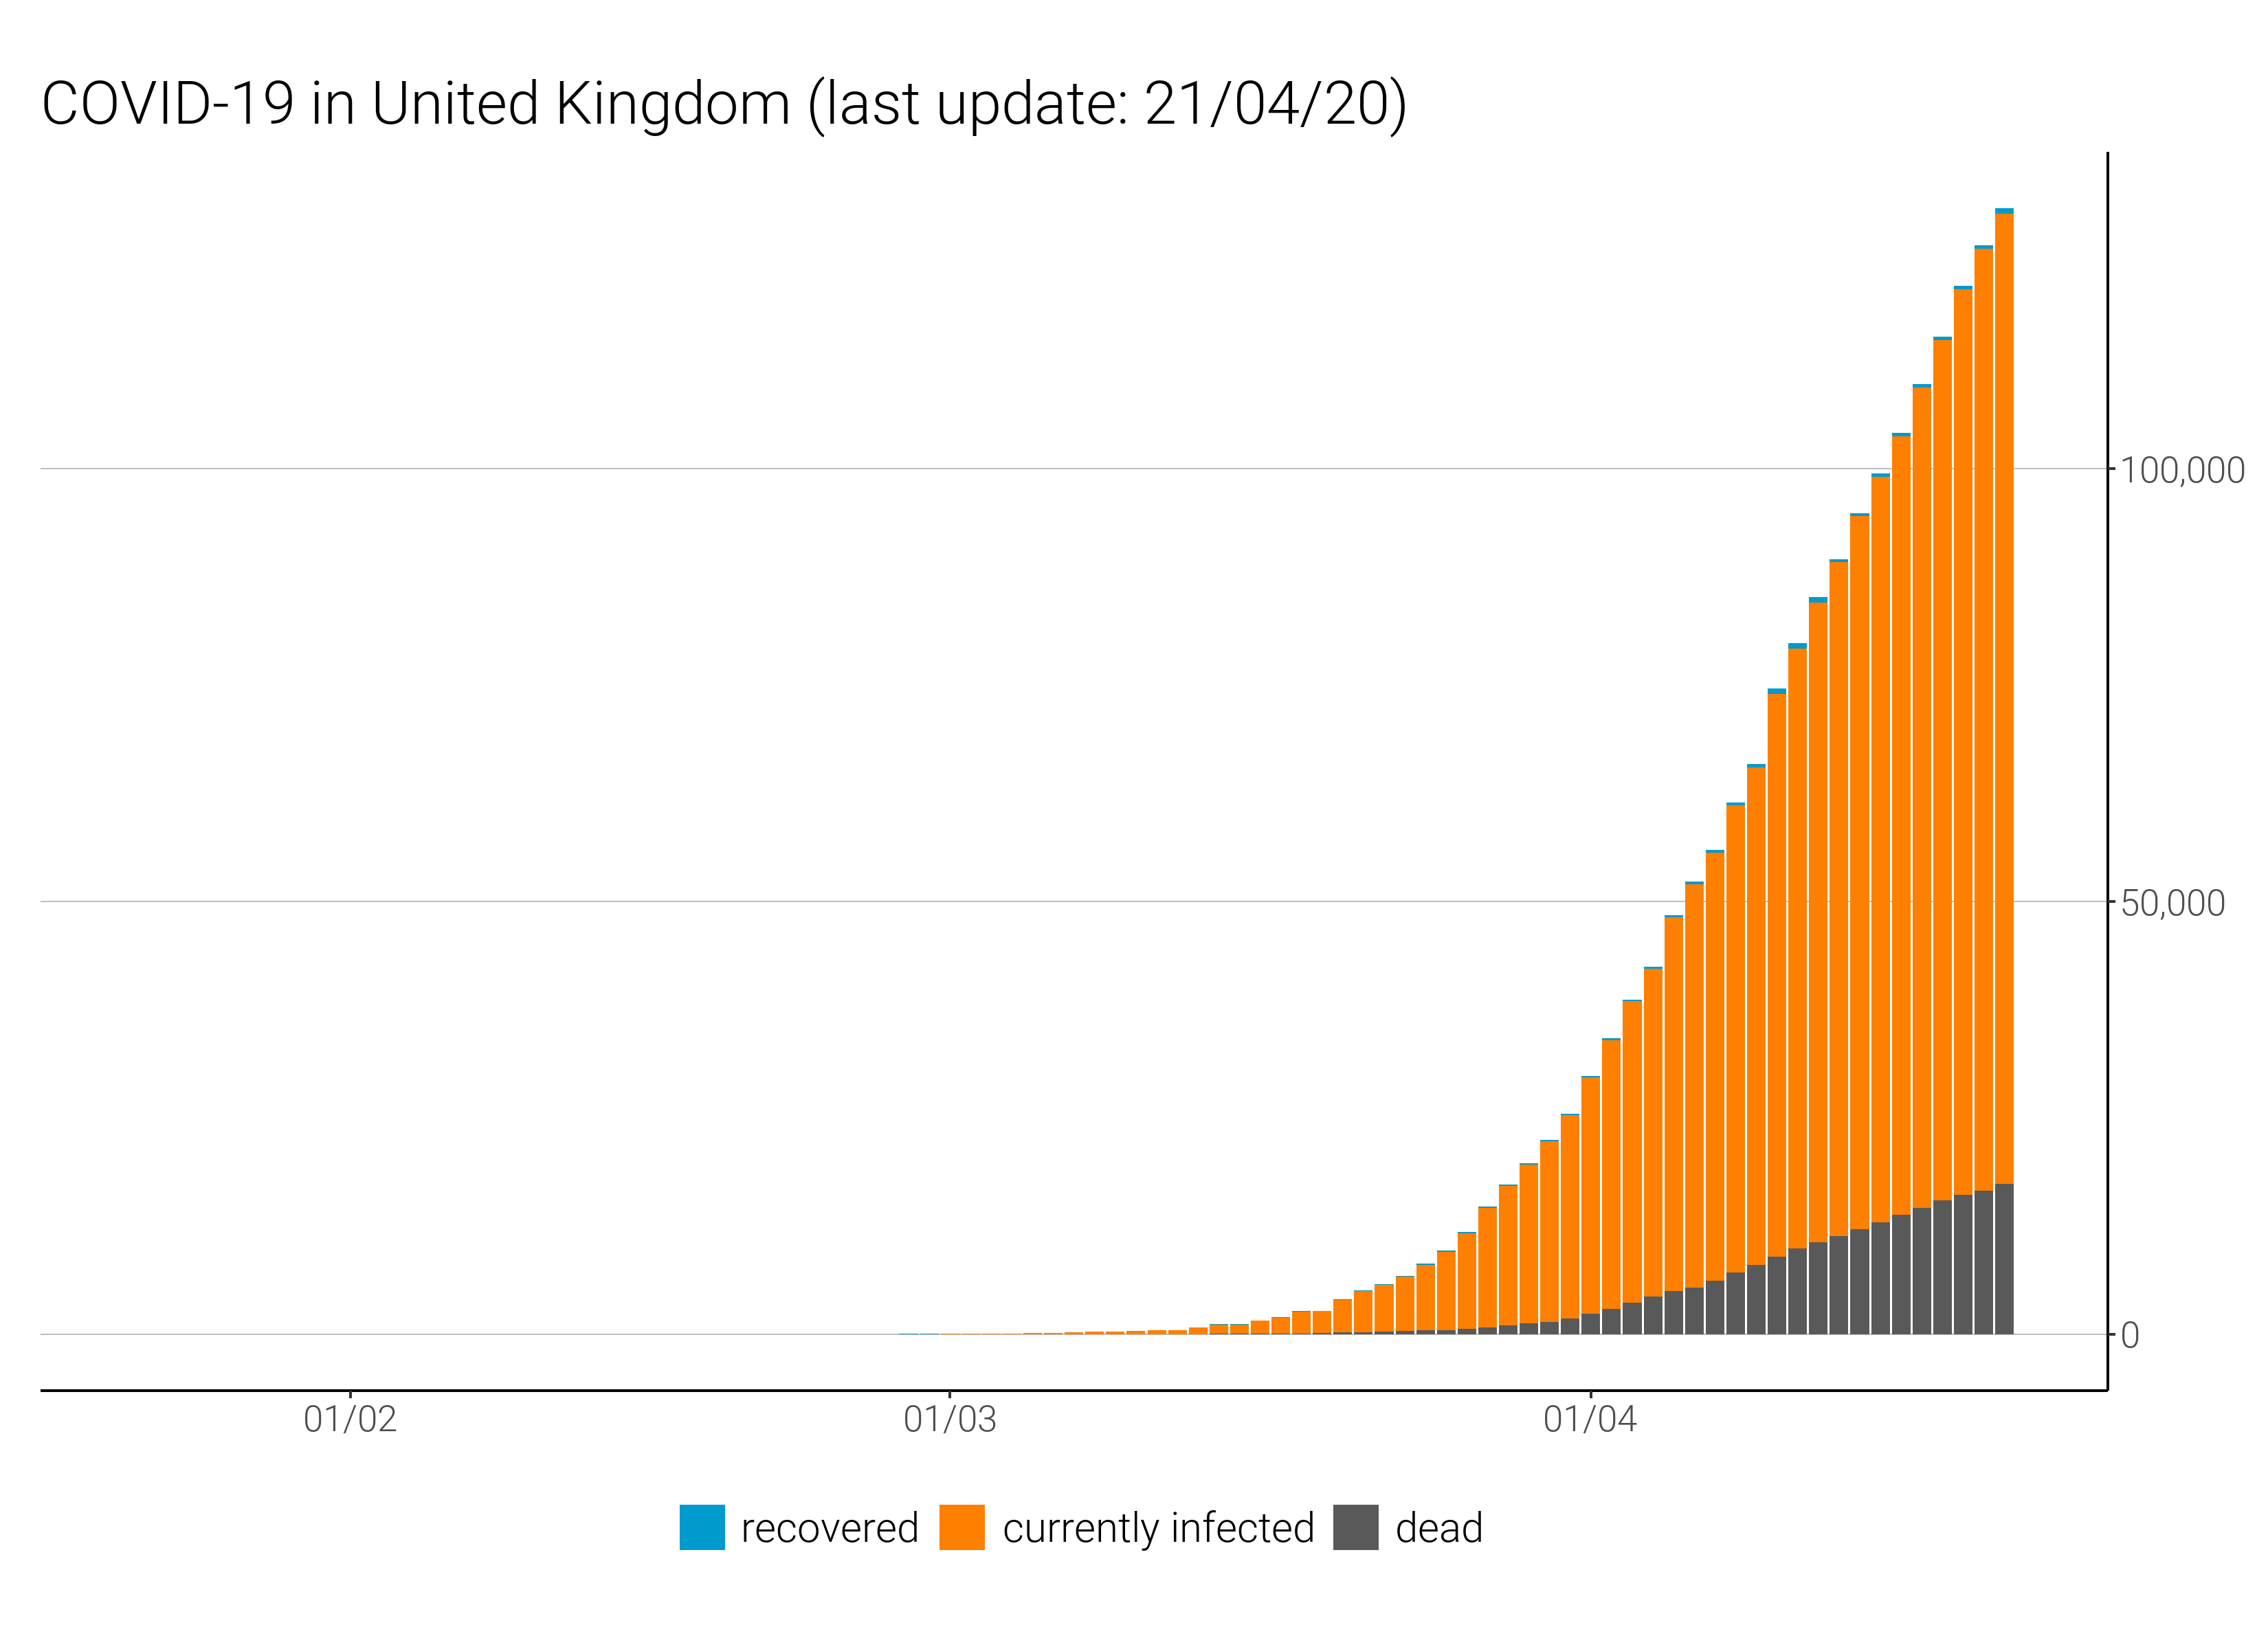 COVID-19 in United Kingdom (last update: 21/04/20)
100,000
50,000
0
01/02 01/03 01/04
recovered currently infected dead